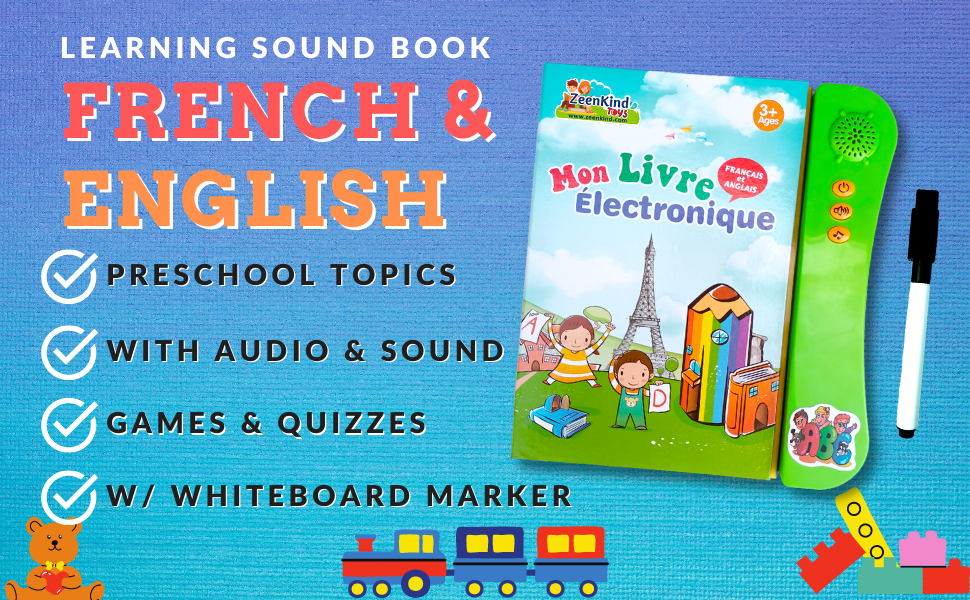 LEARNING SOUND BOOK
FRENCH &
ENGLISH
PRESCHOOL TOPICS
WITH AUDIO & SOUND
GAMES & QUIZZES
W/ WHITEBOARD MARKER
ZeenKind
TOYS
www.zeenkind.com
3+
Ages
Mon Livre
Électronique
FRANÇAIS
et
ANGLAIS
A
D
ABC